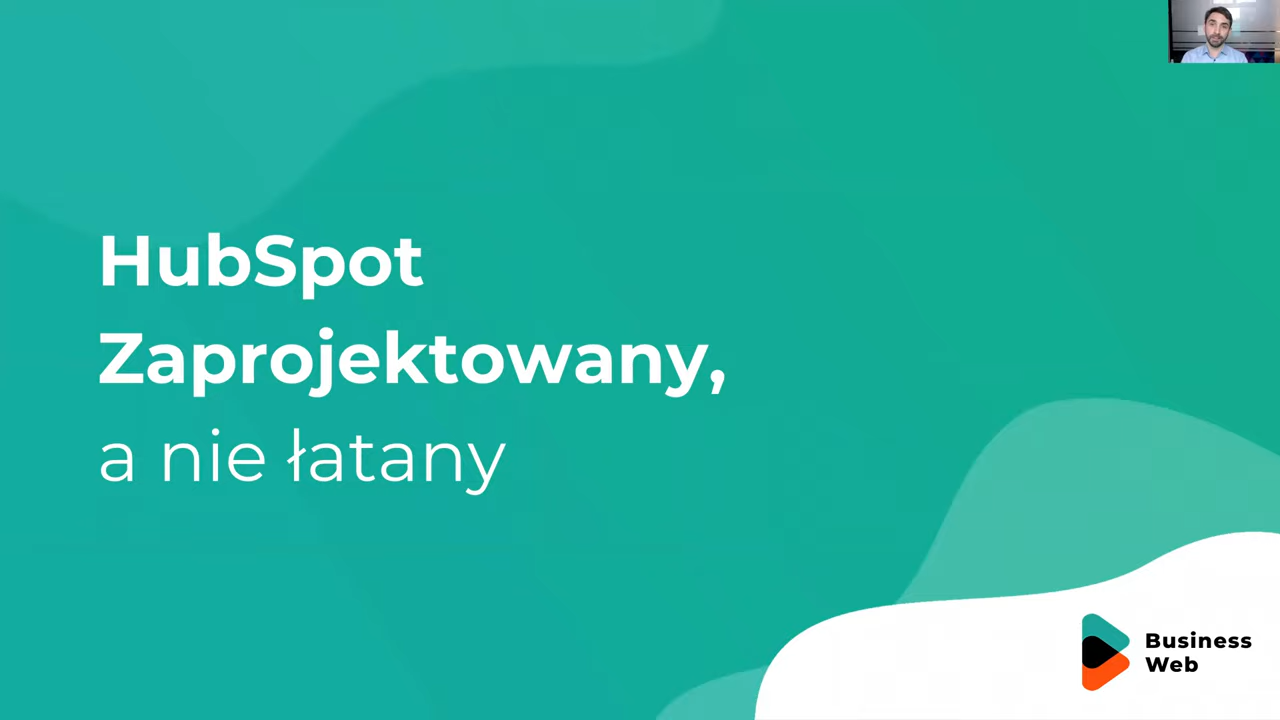 HubSpot
Zaprojektowany,
a nie łatany
Business
Web